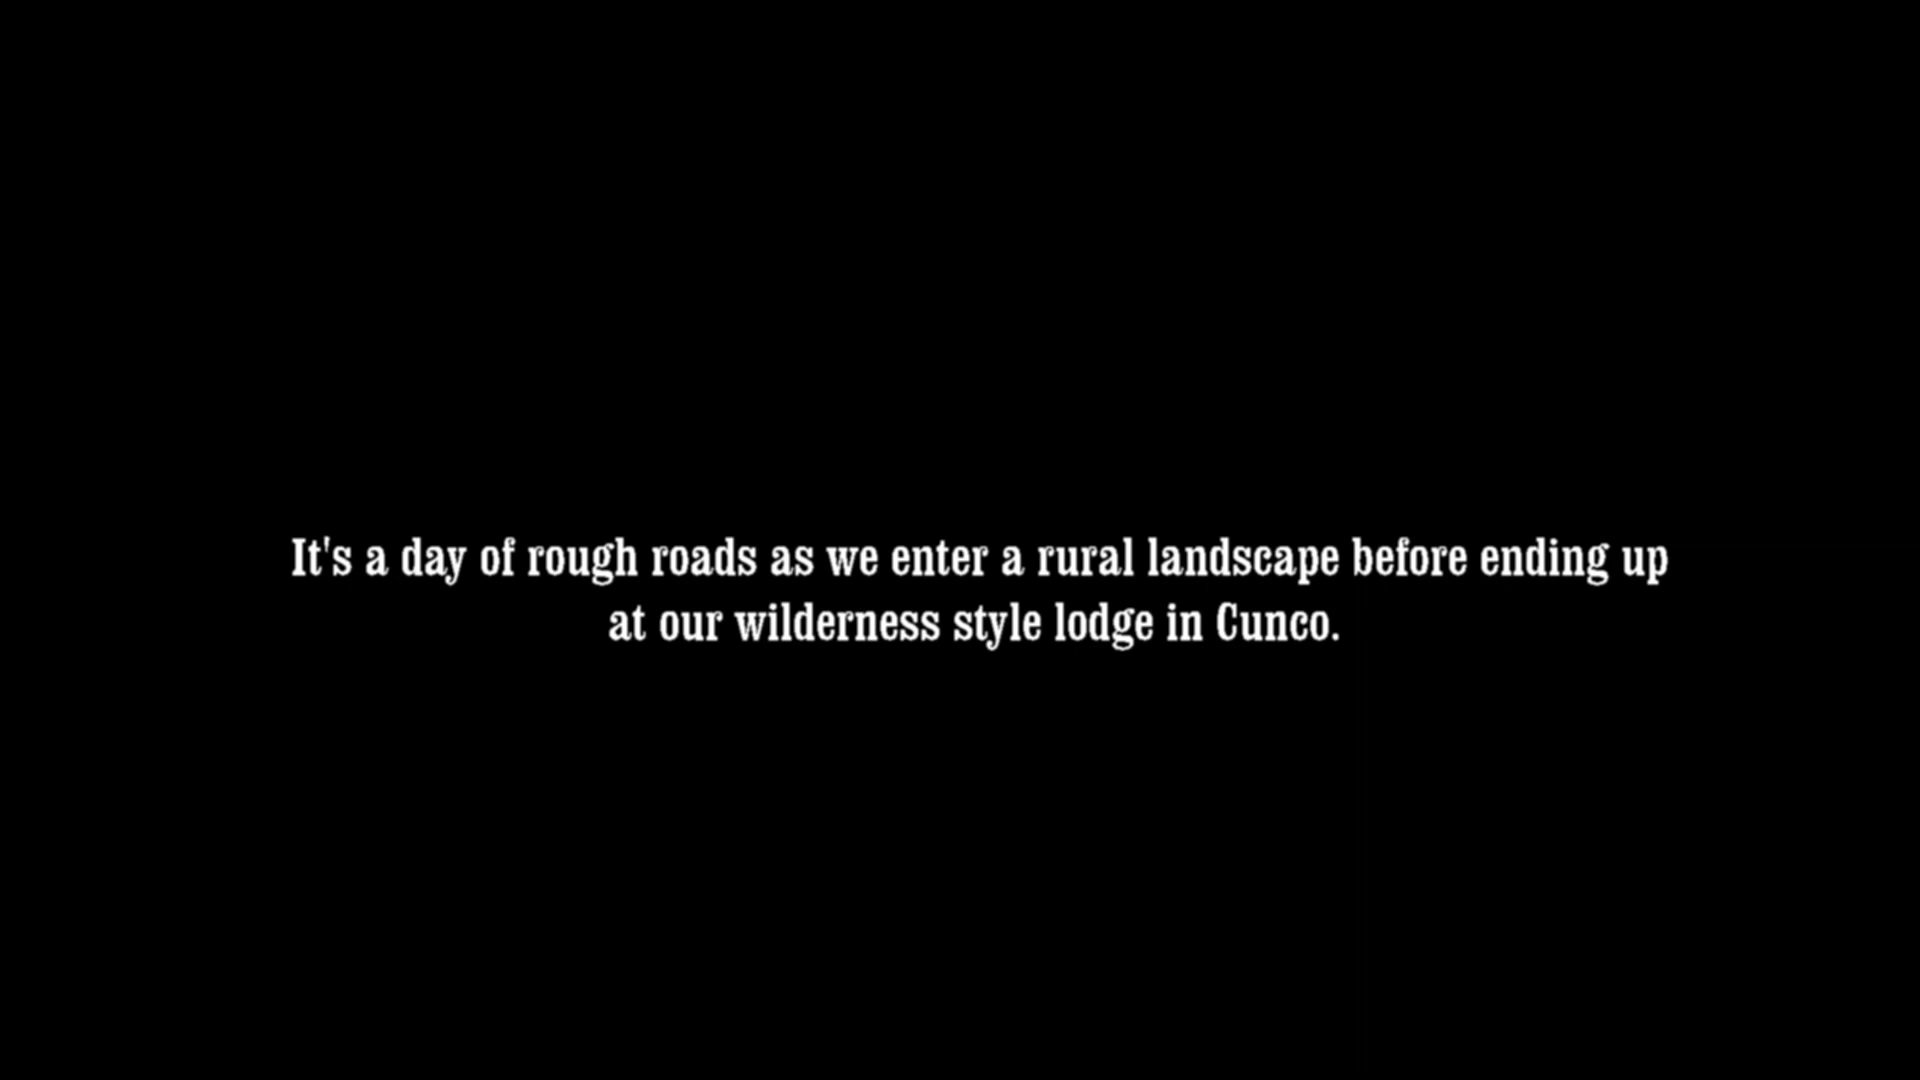 It's a day of rough roads as we enter a rural landscape before ending up
at our wilderness style lodge in Cunco.